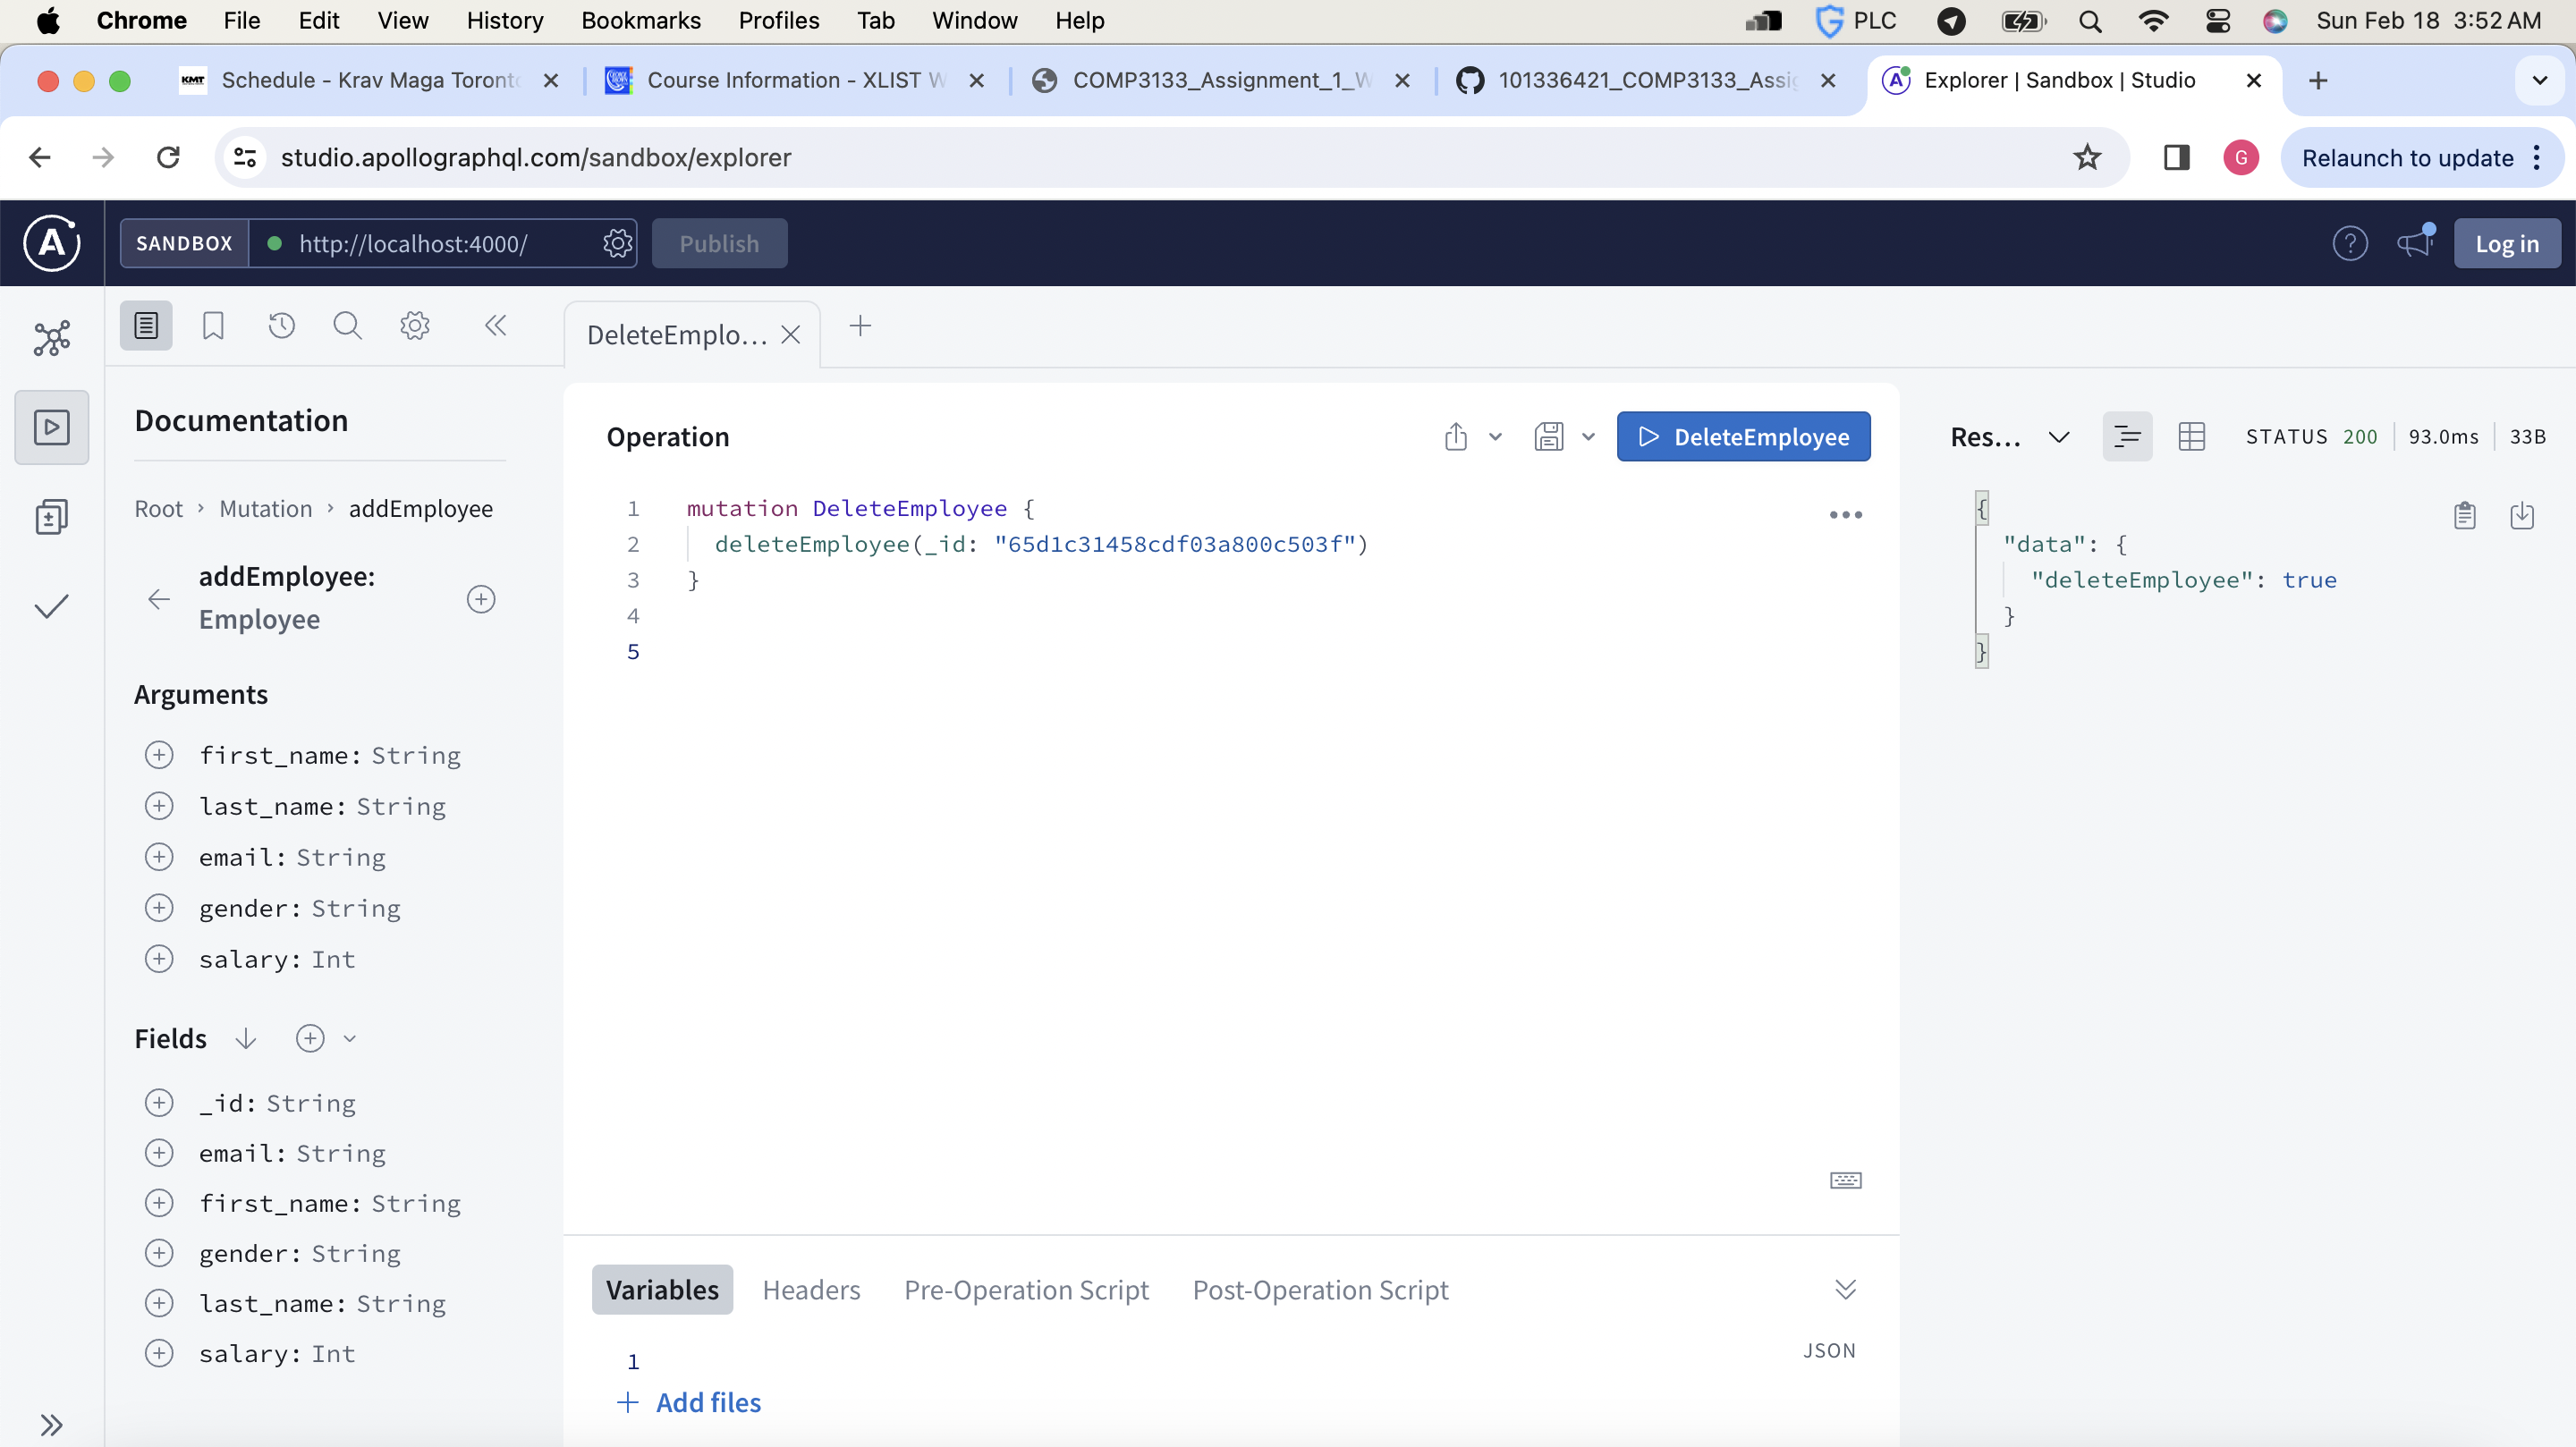 Chrome File Edit View History Bookmarks Profiles Tab Window Help PLC Sun Feb 18 3:52 AM
KMT Schedule - Krav Maga Toronto Course Information - XLIST W COMP3133_Assignment_1_W 101336421_COMP3133_Assig Explorer | Sandbox | Studio
studio.apollographql.com/sandbox/explorer G Relaunch to update
A SANDBOX http://localhost:4000/ Publish ? Log in
DeleteEmplo...
Documentation
Root › Mutation › addEmployee
addEmployee:
Employee
Arguments
first_name: String
last_name: String
email: String
gender: String
salary: Int
Fields
_id: String
email: String
first_name: String
gender: String
last_name: String
salary: Int
Operation DeleteEmployee
1 mutation DeleteEmployee {
2 deleteEmployee(_id: "65d1c31458cdf03a800c503f")
3 }
4
5
Variables Headers Pre-Operation Script Post-Operation Script
JSON
1
+ Add files
Res... STATUS 200 93.0ms 33B
{
"data": {
"deleteEmployee": true
}
}